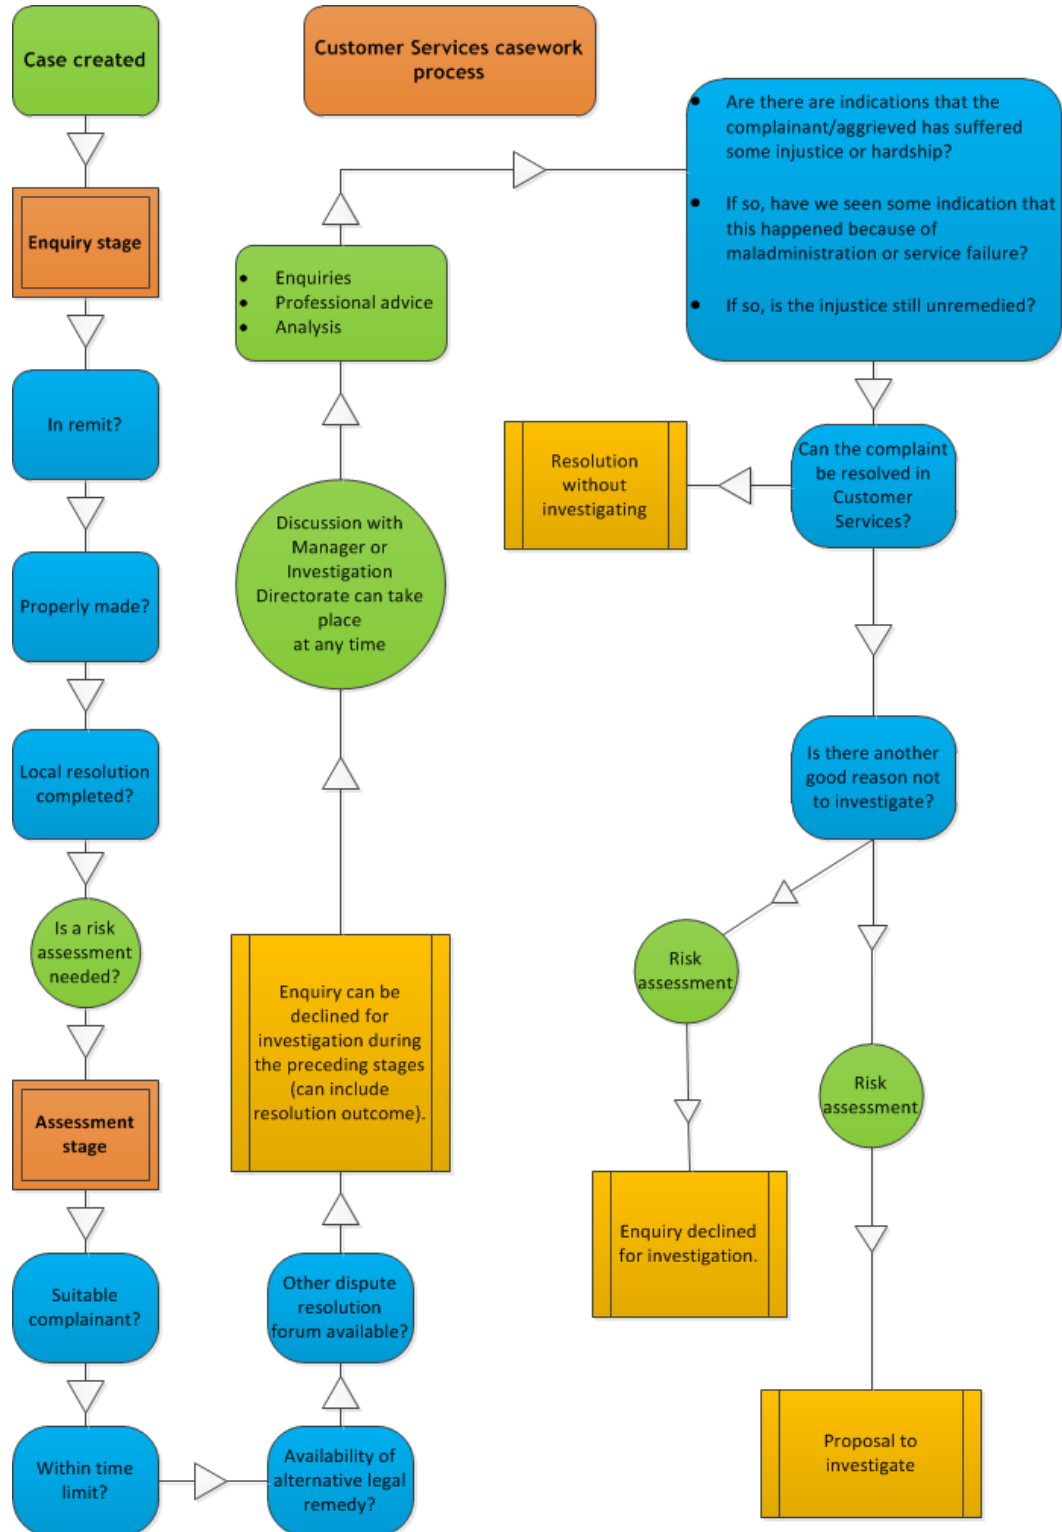 Case created
Customer Services casework
process
Enquiry stage
In remit?
Properly made?
Local resolution
completed?
Is a risk
assessment
needed?
Assessment
stage
Suitable
complainant?
Within time
limit?
Availability of
alternative legal
remedy?
Other dispute
resolution
forum available?
Enquiry can be
declined for
investigation during
the preceding stages
(can include
resolution outcome).
Discussion with
Manager or
Investigation
Directorate can take
place
at any time
• Enquiries
• Professional advice
• Analysis
• Are there are indications that the
complainant/aggrieved has suffered
some injustice or hardship?
• If so, have we seen some indication that
this happened because of
maladministration or service failure?
• If so, is the injustice still unremedied?
Can the complaint
be resolved in
Customer
Services?
Resolution
without
investigating
Is there another
good reason not
to investigate?
Risk
assessment
Enquiry declined
for investigation.
Risk
assessment
Proposal to
investigate